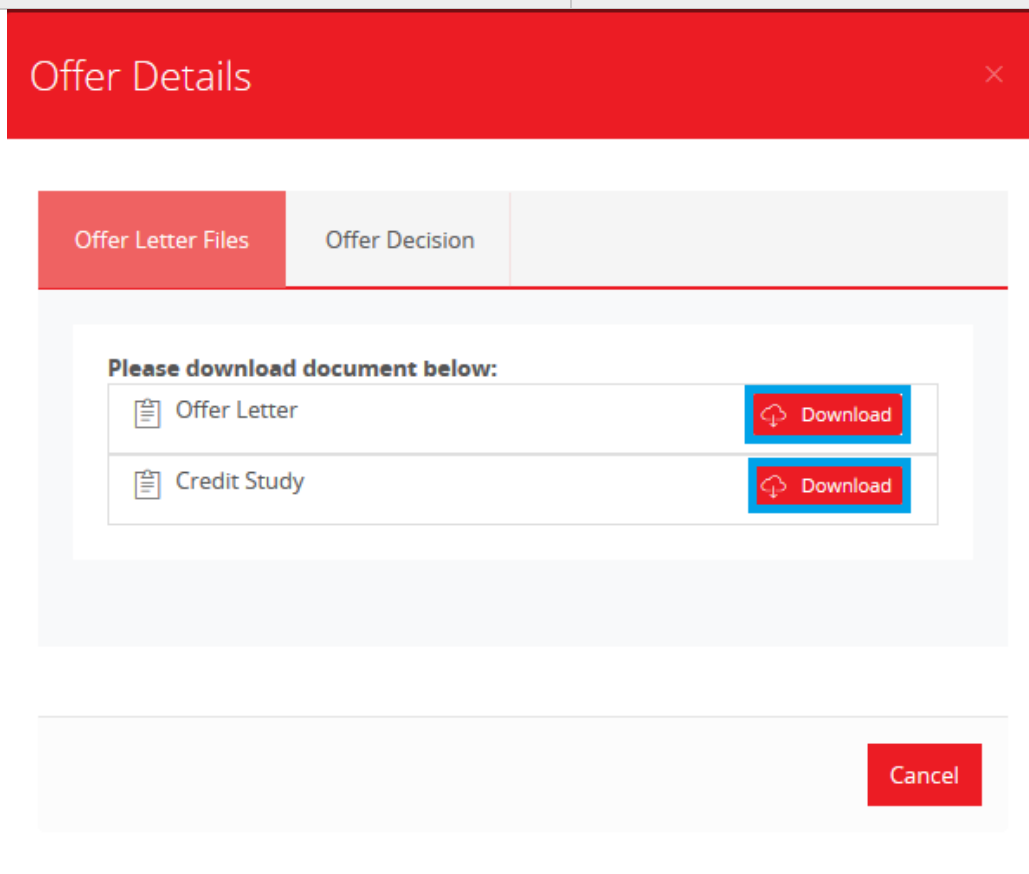 Offer Details
Offer Letter Files
Offer Decision
Please download document below:
Offer Letter
Download
Credit Study
Download
Cancel